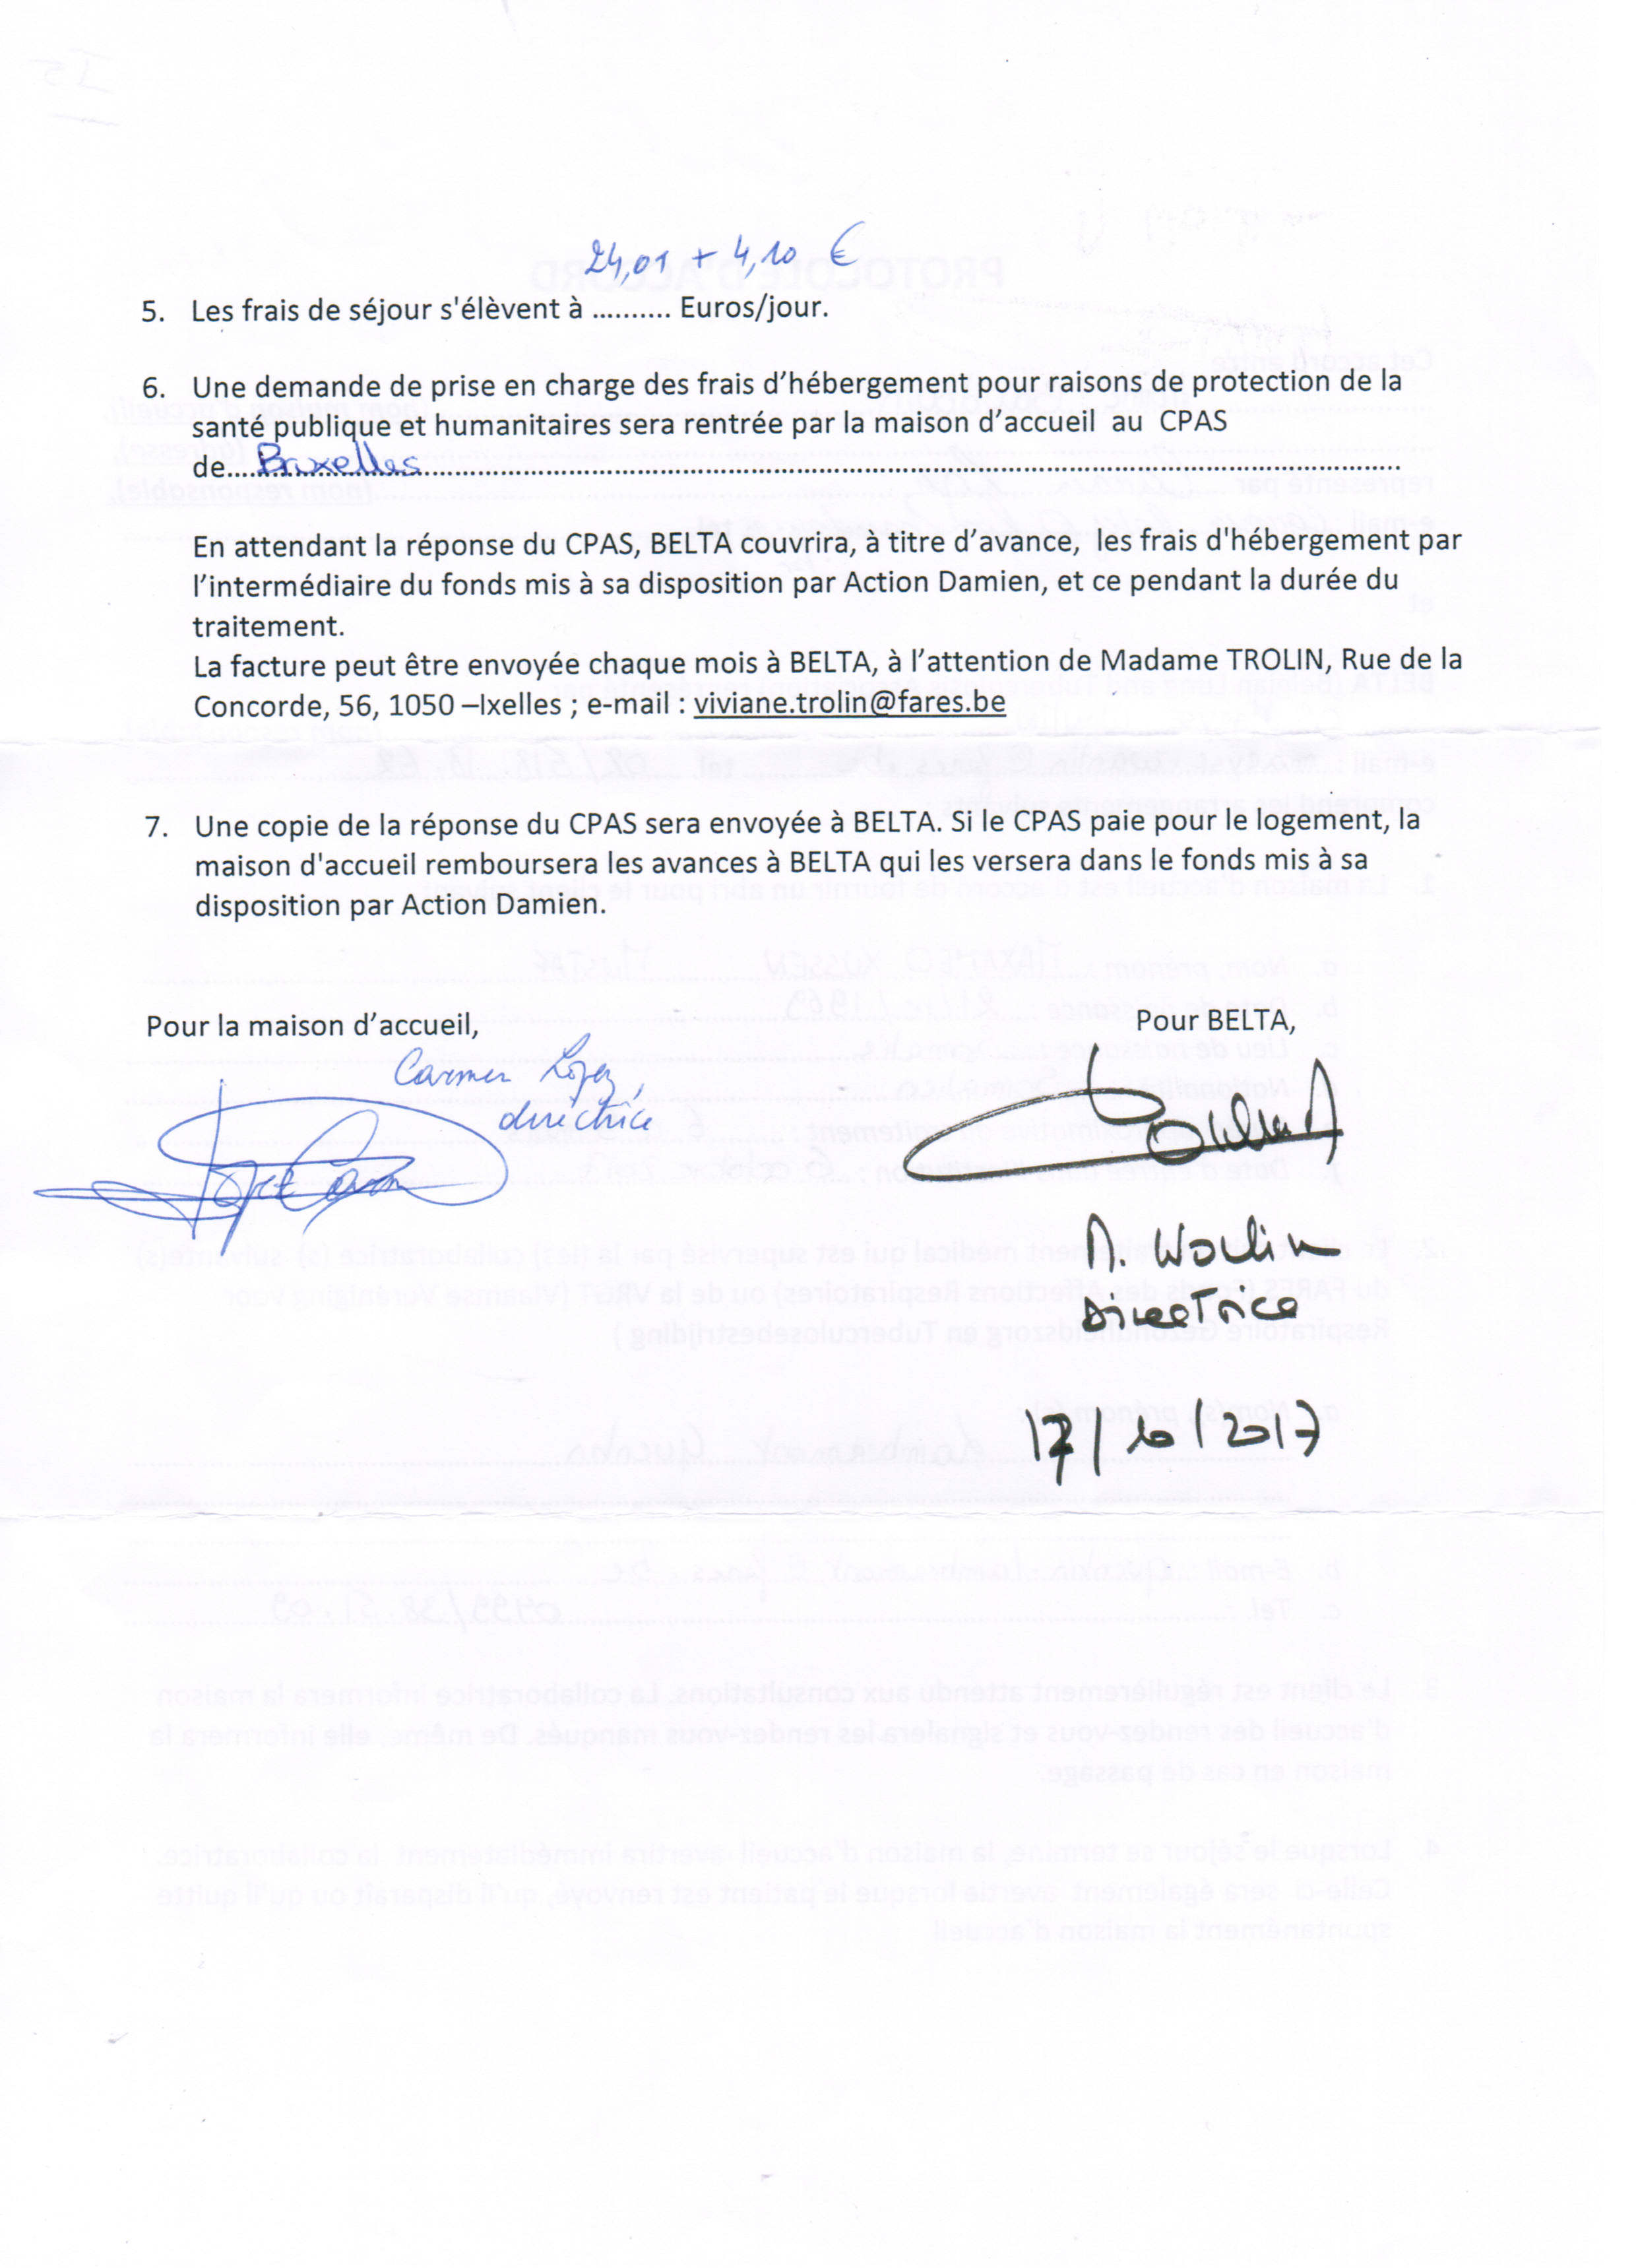 24,01 + 4,10 €
5. Les frais de séjour s'élèvent à .......... Euros/jour.
6. Une demande de prise en charge des frais d’hébergement pour raisons de protection de la
santé publique et humanitaires sera rentrée par la maison d’accueil au CPAS
de....Bruxelles....................
En attendant la réponse du CPAS, BELTA couvrira, à titre d’avance, les frais d'hébergement par
l’intermédiaire du fonds mis à sa disposition par Action Damien, et ce pendant la durée du
traitement.
La facture peut être envoyée chaque mois à BELTA, à l’attention de Madame TROLIN, Rue de la
Concorde, 56, 1050 –Ixelles ; e-mail : viviane.trolin@fares.be
7. Une copie de la réponse du CPAS sera envoyée à BELTA. Si le CPAS paie pour le logement, la
maison d'accueil remboursera les avances à BELTA qui les versera dans le fonds mis à sa
disposition par Action Damien.
Pour la maison d’accueil,
Pour BELTA,
Carmen Lopez,
directrice
Directrice
17/10/2017